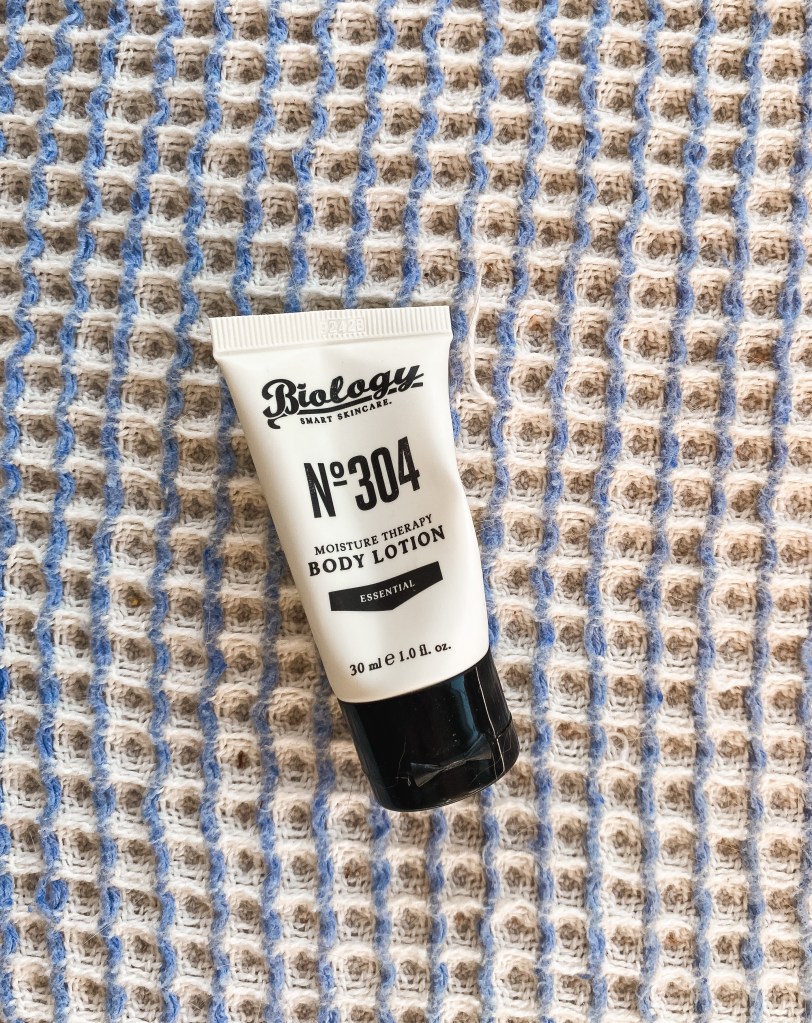 Biology
SMART SKINCARE.
Nº304
MOISTURE THERAPY
BODY LOTION
ESSENTIAL
30 ml ℮ 1.0 fl. oz.